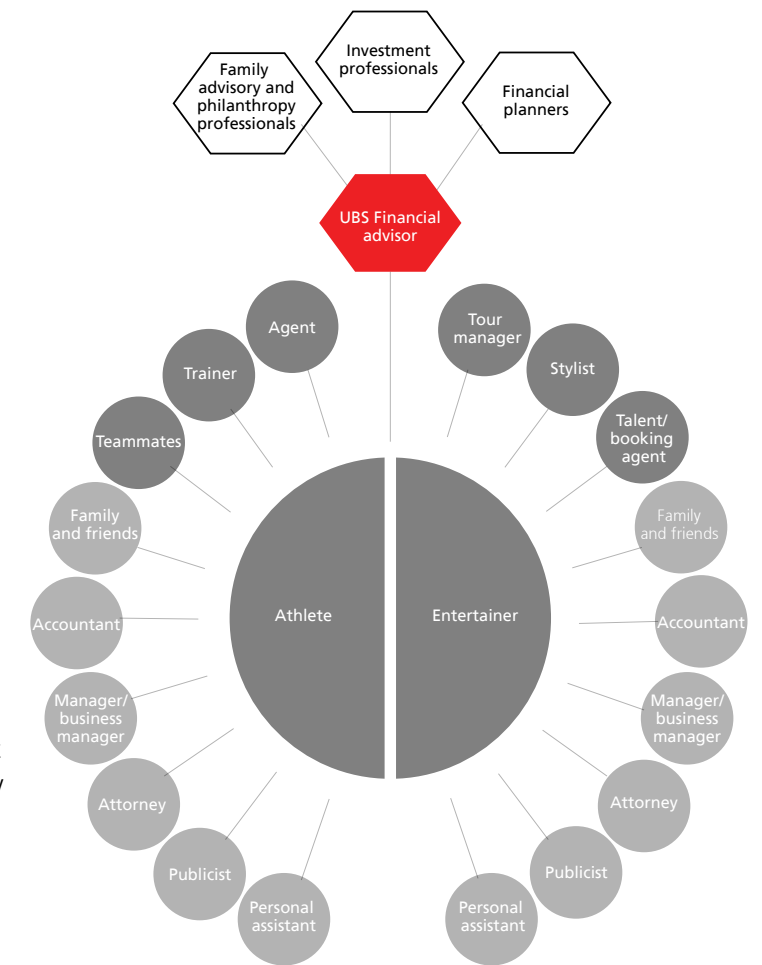 Family
advisory and
philanthropy
professionals
Investment
professionals
Financial
planners
UBS Financial
advisor
Agent
Trainer
Teammates
Family
and friends
Accountant
Manager/
business
manager
Attorney
Publicist
Personal
assistant
Athlete
Entertainer
Tour
manager
Stylist
Talent/
booking
agent
Family
and friends
Accountant
Manager/
business
manager
Attorney
Publicist
Personal
assistant